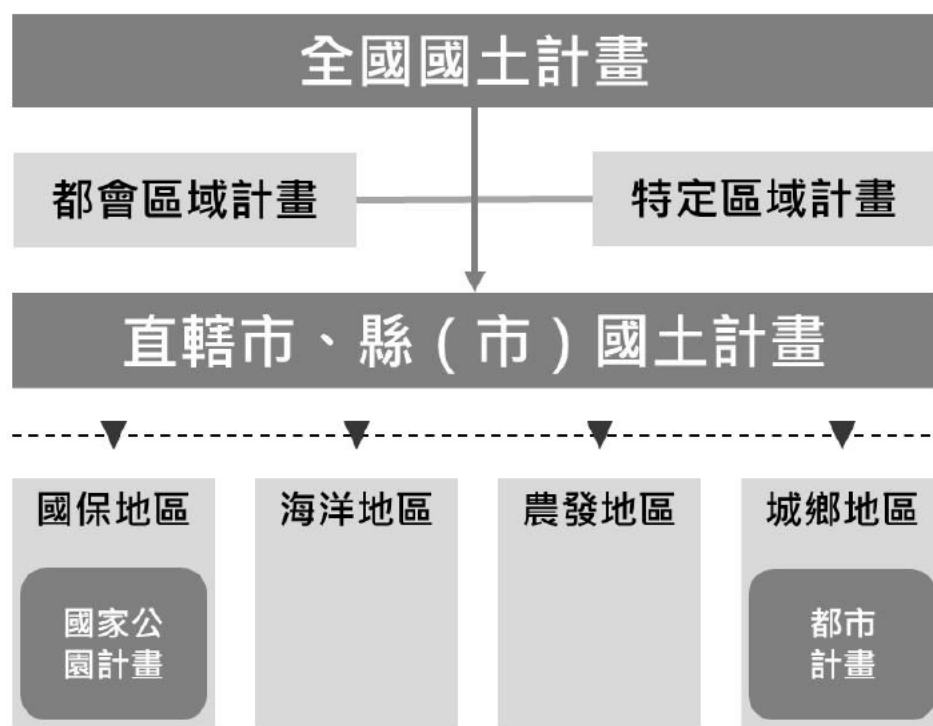 全國國土計畫
都會區域計畫
特定區域計畫
直轄市、縣(市)國土計畫
國保地區
海洋地區
農發地區
城鄉地區
國家公
園計畫
都市
計畫